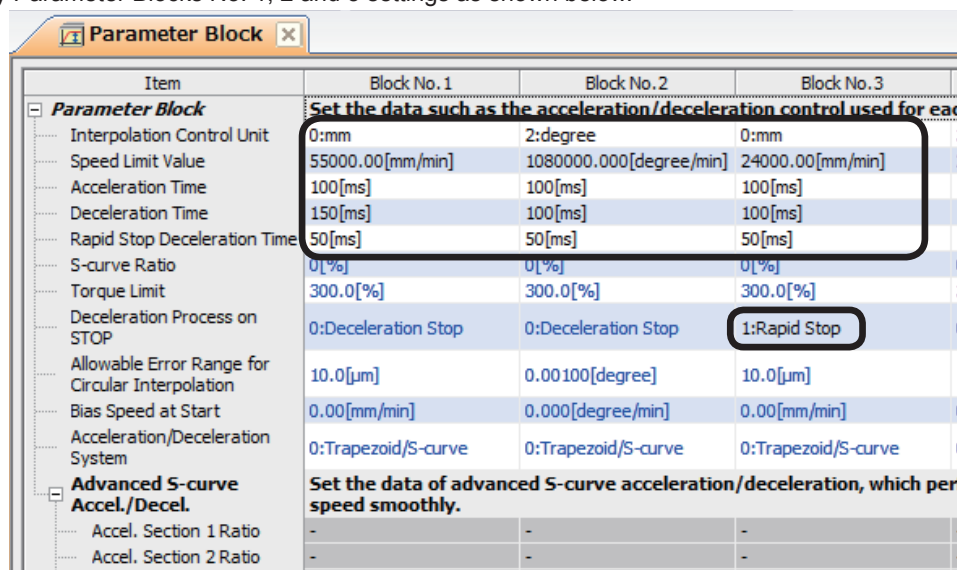 Parameter Block
Item Block No.1 Block No.2 Block No.3
Parameter Block Set the data such as the acceleration/deceleration control used for eac
Interpolation Control Unit 0:mm 2:degree 0:mm
Speed Limit Value 55000.00[mm/min] 1080000.000[degree/min] 24000.00[mm/min]
Acceleration Time 100[ms] 100[ms] 100[ms]
Deceleration Time 150[ms] 100[ms] 100[ms]
Rapid Stop Deceleration Time 50[ms] 50[ms] 50[ms]
S-curve Ratio 0[%] 0[%] 0[%]
Torque Limit 300.0[%] 300.0[%] 300.0[%]
Deceleration Process on
STOP 0:Deceleration Stop 0:Deceleration Stop 1:Rapid Stop
Allowable Error Range for
Circular Interpolation 10.0[μm] 0.00100[degree] 10.0[μm]
Bias Speed at Start 0.00[mm/min] 0.000[degree/min] 0.00[mm/min]
Acceleration/Deceleration
System 0:Trapezoid/S-curve 0:Trapezoid/S-curve 0:Trapezoid/S-curve
Advanced S-curve Set the data of advanced S-curve acceleration/deceleration, which per
Accel./Decel. speed smoothly.
Accel. Section 1 Ratio - - -
Accel. Section 2 Ratio - - -